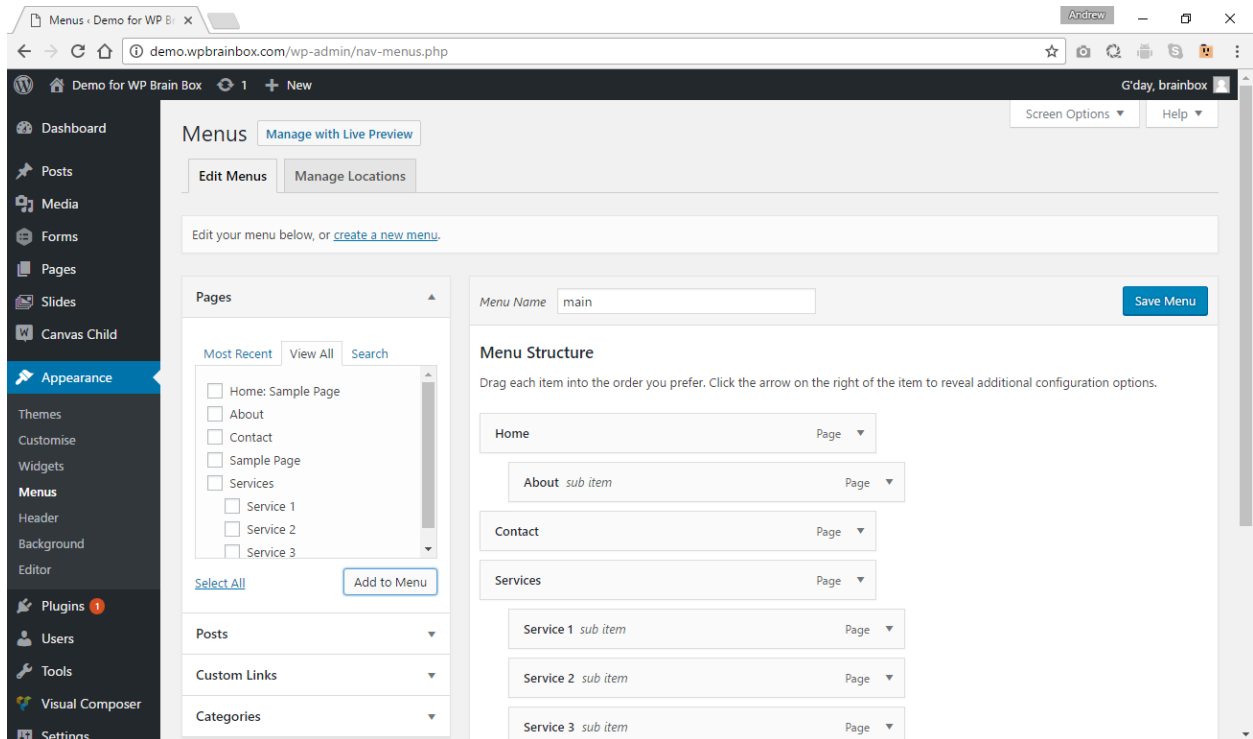 Menus ‹ Demo for WP Br
Andrew
demo.wpbrainbox.com/wp-admin/nav-menus.php
Demo for WP Brain Box 1 New G'day, brainbox
Screen Options Help
Dashboard
Posts
Media
Forms
Pages
Slides
Canvas Child
Appearance
Themes
Customise
Widgets
Menus
Header
Background
Editor
Plugins 1
Users
Tools
Visual Composer
Settings
Menus Manage with Live Preview
Edit Menus Manage Locations
Edit your menu below, or create a new menu.
Pages
Most Recent View All Search
Home: Sample Page
About
Contact
Sample Page
Services
Service 1
Service 2
Service 3
Select All Add to Menu
Posts
Custom Links
Categories
Menu Name main Save Menu
Menu Structure
Drag each item into the order you prefer. Click the arrow on the right of the item to reveal additional configuration options.
Home Page
About sub item Page
Contact Page
Services Page
Service 1 sub item Page
Service 2 sub item Page
Service 3 sub item Page